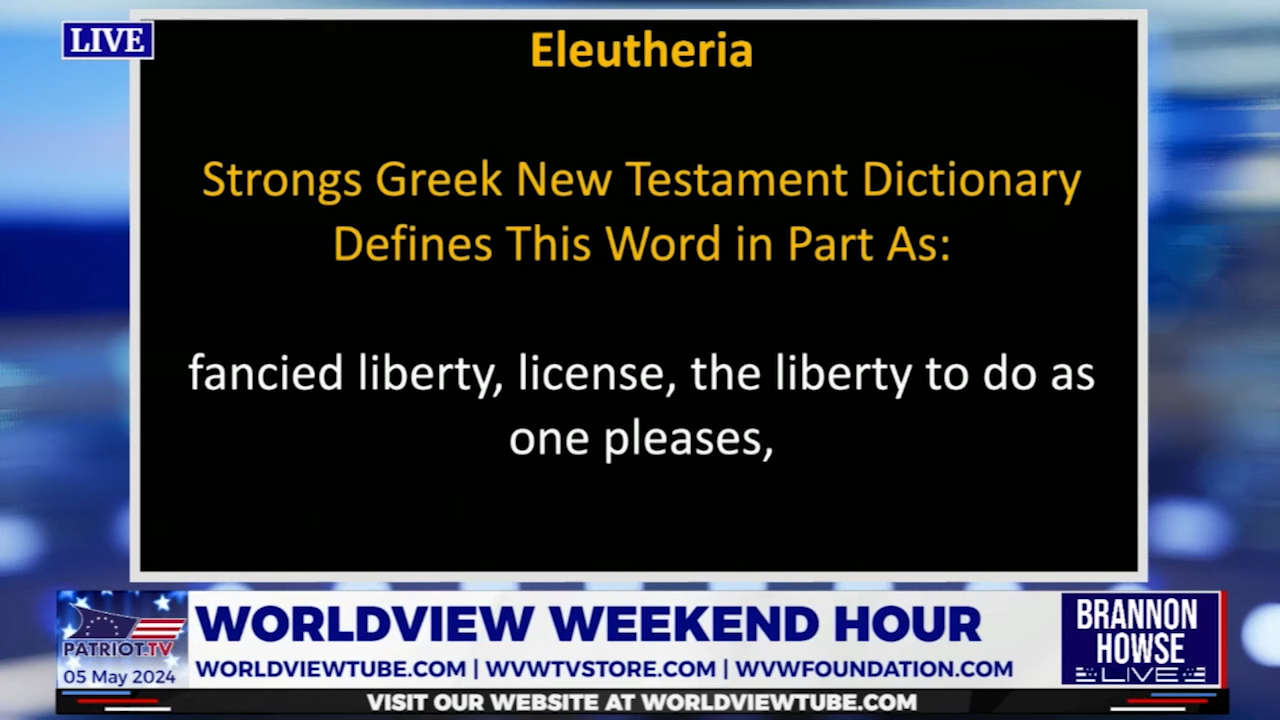 LIVE
Eleutheria
Strongs Greek New Testament Dictionary
Defines This Word in Part As:
fancied liberty, license, the liberty to do as
one pleases,
PATRIOT.TV
05 May 2024
WORLDVIEW WEEKEND HOUR
WORLDVIEWTUBE.COM | WVWTVSTORE.COM | WVWFOUNDATION.COM
BRANNON
HOWSE
LIVE
VISIT OUR WEBSITE AT WORLDVIEWTUBE.COM